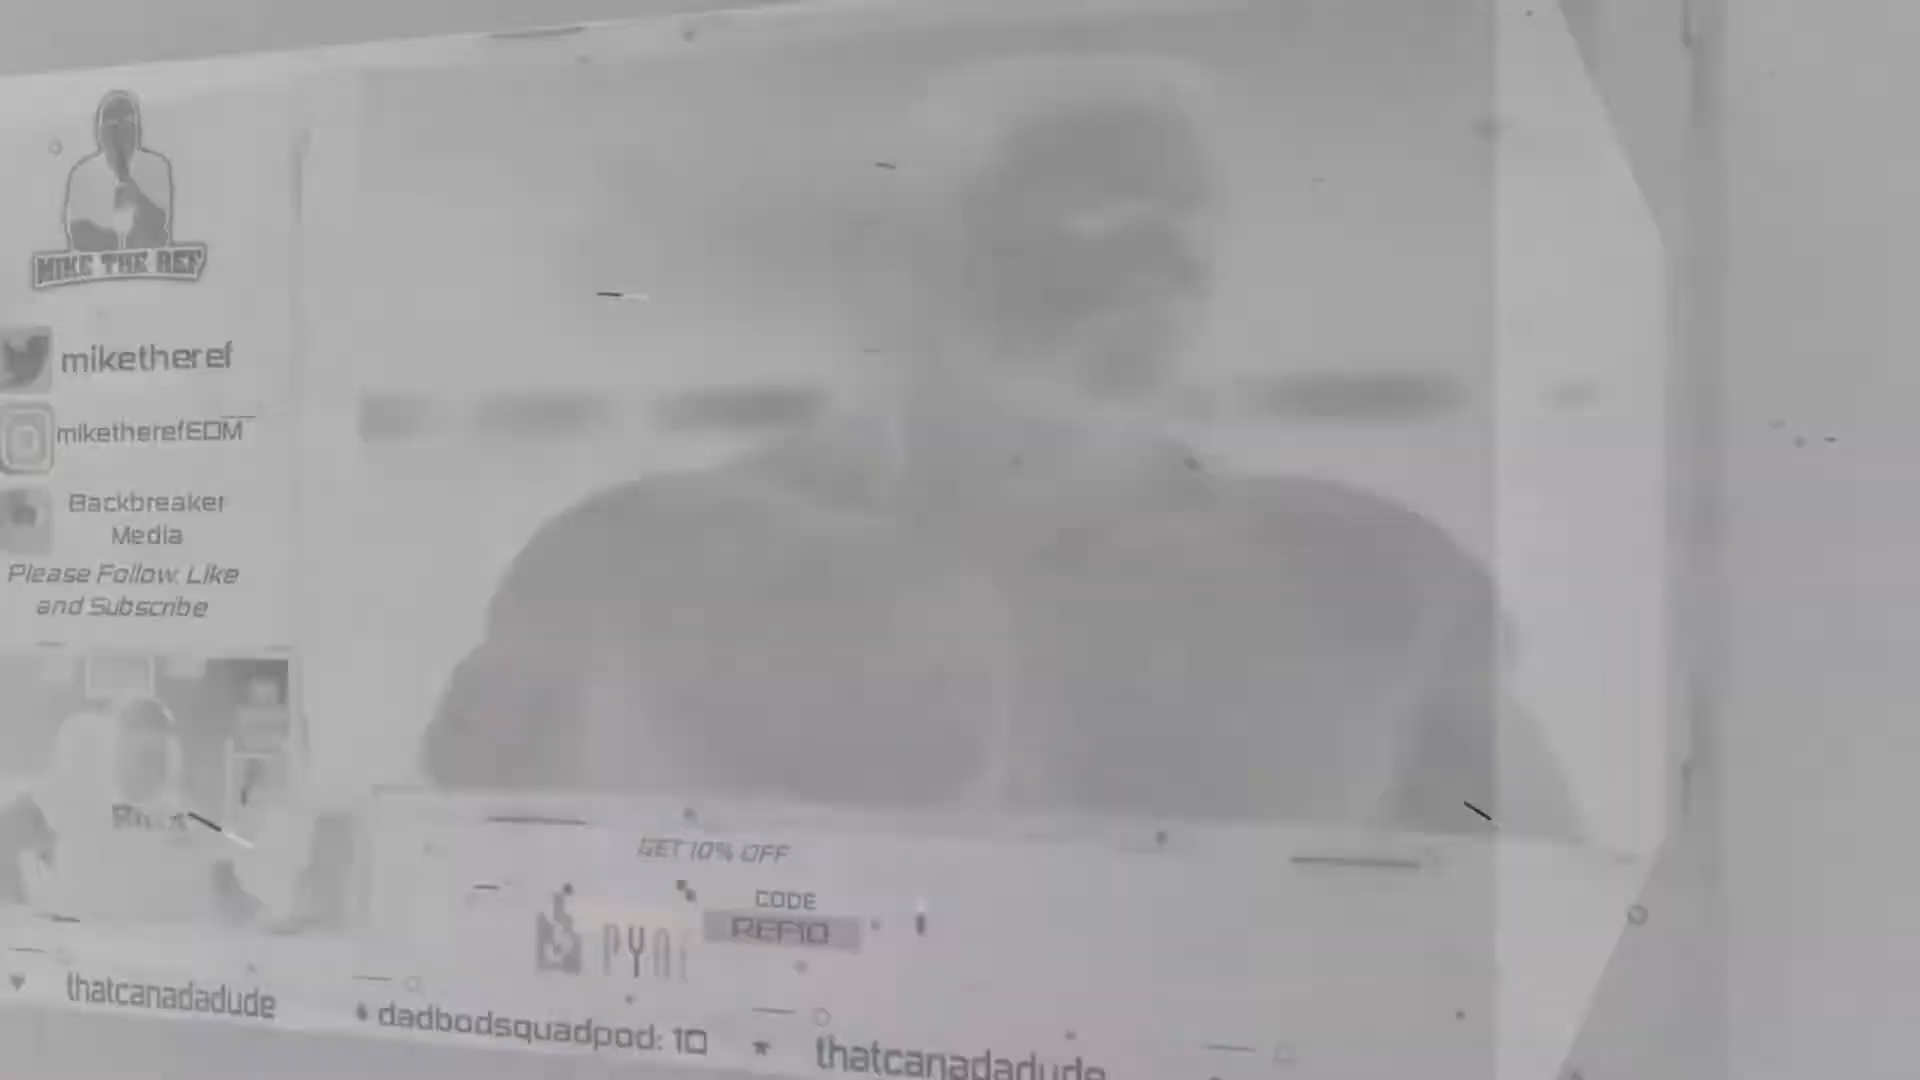 MIKE THE REF
miketheref
miketherefEDM
Backbreaker
Media
Please Follow, Like
and Subscribe
GET 10% OFF
CODE
REF10
thatcanadadude
dadbodsquadpod: 10
thatcanadadude